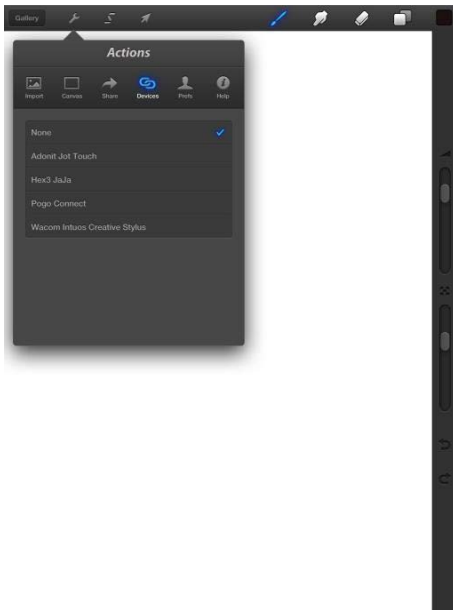 Gallery
Actions
Import Canvas Share Devices Prefs Help
None
Adonit Jot Touch
Hex3 JaJa
Pogo Connect
Wacom Intuos Creative Stylus